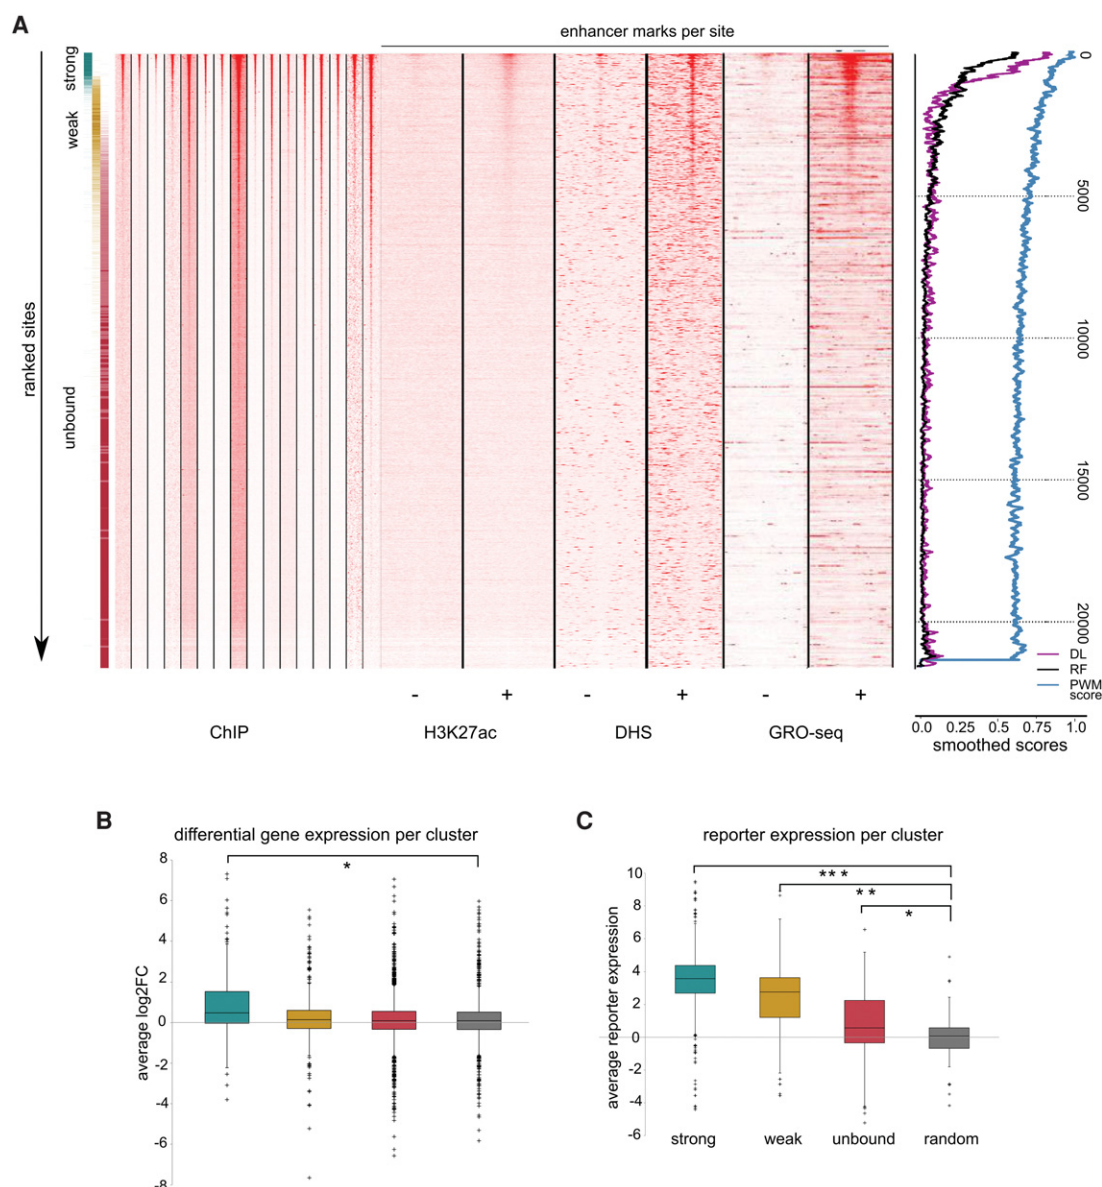 A
enhancer marks per site
strong
weak
unbound
ranked sites
0
5000
10000
15000
20000
DL
RF
PWM
score
- + - + - +
ChIP H3K27ac DHS GRO-seq
0.0 0.25 0.5 0.75 1.0
smoothed scores
B
differential gene expression per cluster
8
6
4
2
0
-2
-4
-6
-8
average log2FC
*
C
reporter expression per cluster
10
8
6
4
2
0
-2
-4
-6
average reporter expression
***
**
*
strong weak unbound random